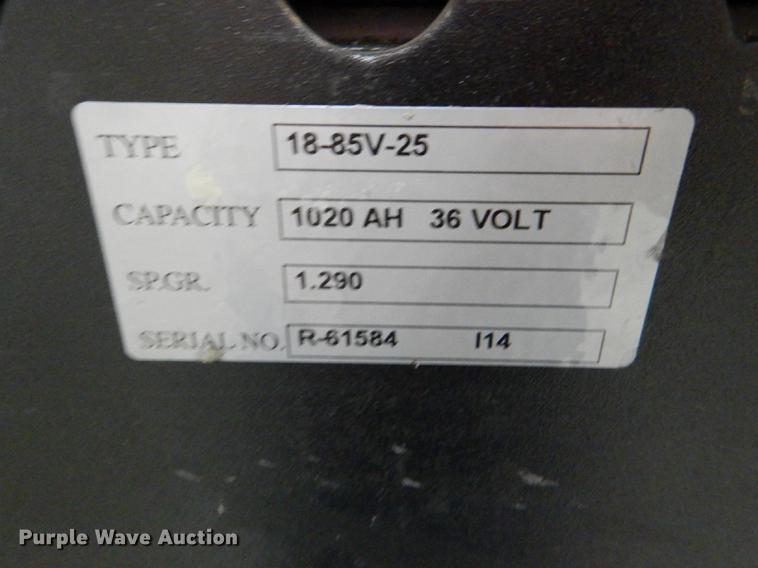 TYPE 18-85V-25
CAPACITY 1020 AH 36 VOLT
SP.GR. 1.290
SERIAL NO. R-61584 I14
Purple Wave Auction